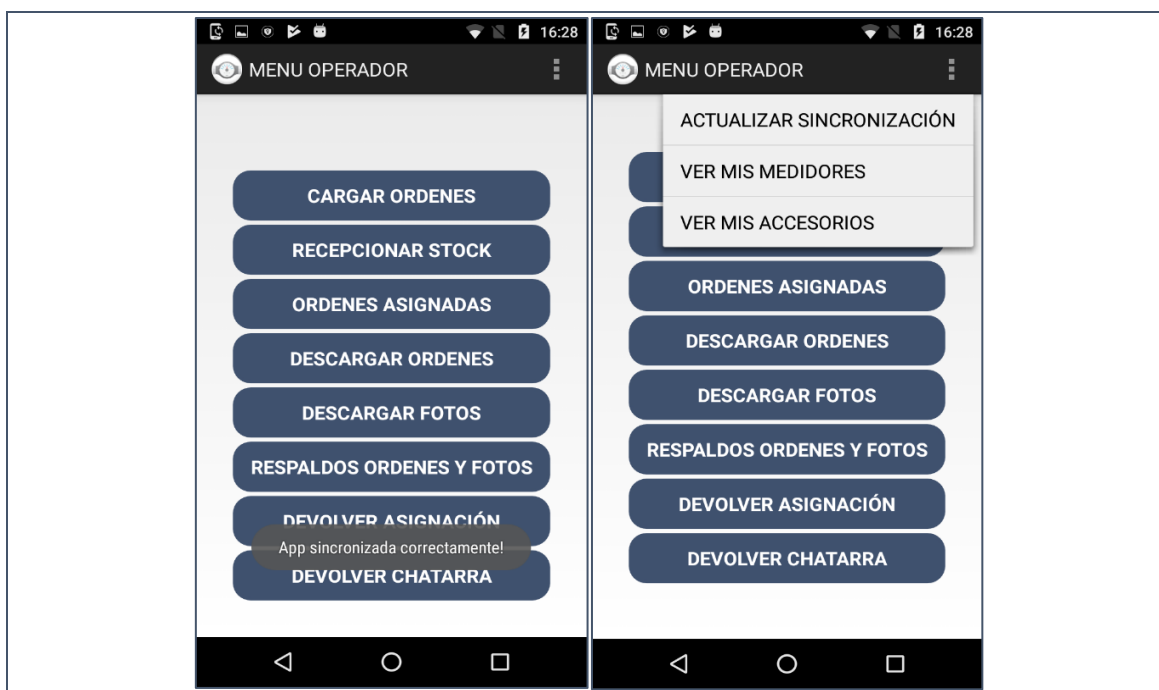 16:28
MENU OPERADOR
CARGAR ORDENES
RECEPCIONAR STOCK
ORDENES ASIGNADAS
DESCARGAR ORDENES
DESCARGAR FOTOS
RESPALDOS ORDENES Y FOTOS
DEVOLVER ASIGNACIÓN
App sincronizada correctamente!
DEVOLVER CHATARRA
16:28
MENU OPERADOR
ACTUALIZAR SINCRONIZACIÓN
VER MIS MEDIDORES
VER MIS ACCESORIOS
ORDENES ASIGNADAS
DESCARGAR ORDENES
DESCARGAR FOTOS
RESPALDOS ORDENES Y FOTOS
DEVOLVER ASIGNACIÓN
DEVOLVER CHATARRA